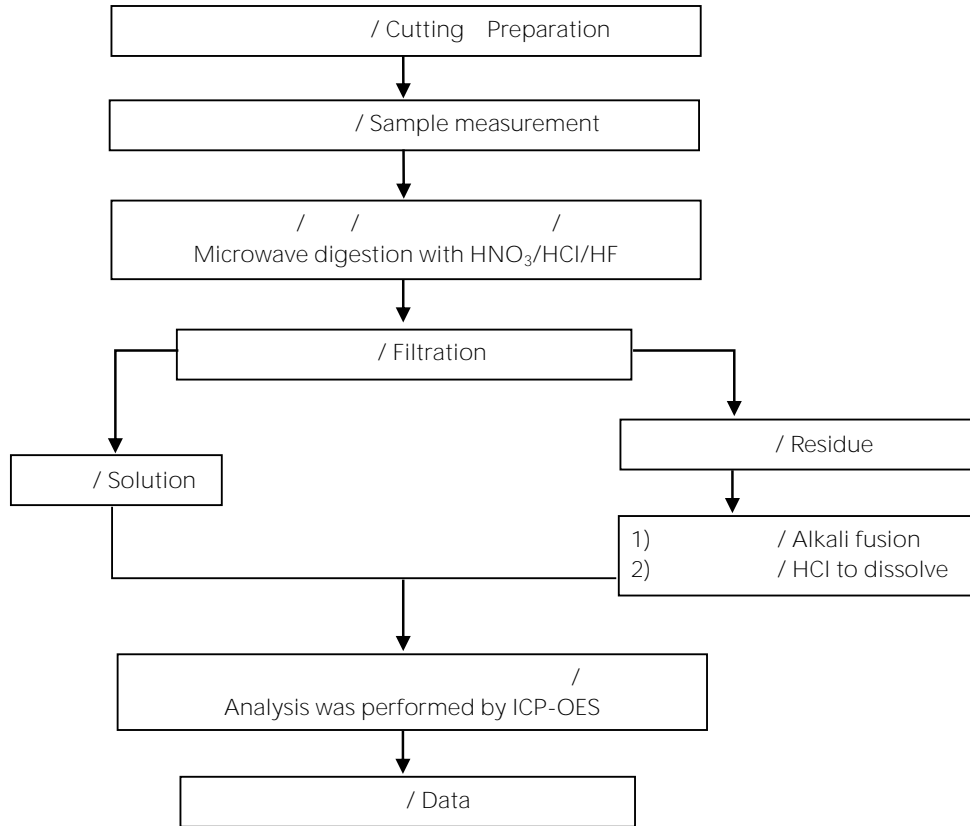 / Cutting Preparation
/ Sample measurement
/ / /
Microwave digestion with HNO₃/HCl/HF
/ Filtration
/ Residue
/ Solution
1) / Alkali fusion
2) / HCl to dissolve
/
Analysis was performed by ICP-OES
/ Data